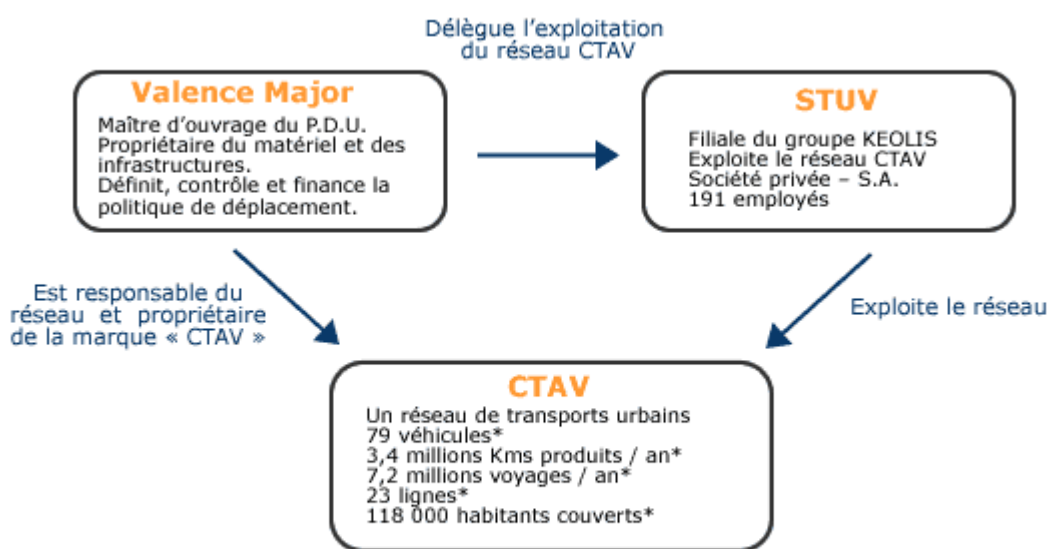 Délègue l'exploitation
du réseau CTAV
Valence Major
Maître d'ouvrage du P.D.U.
Propriétaire du matériel et des
infrastructures.
Définit, contrôle et finance la
politique de déplacement.
STUV
Filiale du groupe KEOLIS
Exploite le réseau CTAV
Société privée – S.A.
191 employés
Est responsable du
réseau et propriétaire
de la marque « CTAV »
Exploite le réseau
CTAV
Un réseau de transports urbains
79 véhicules*
3,4 millions Kms produits / an*
7,2 millions voyages / an*
23 lignes*
118 000 habitants couverts*